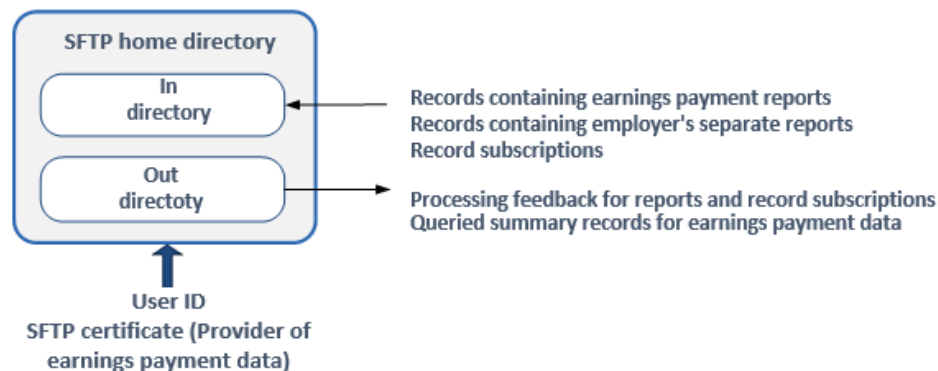 SFTP home directory
In
directory
Records containing earnings payment reports
Records containing employer's separate reports
Record subscriptions
Out
directoty
Processing feedback for reports and record subscriptions
Queried summary records for earnings payment data
User ID
SFTP certificate (Provider of
earnings payment data)